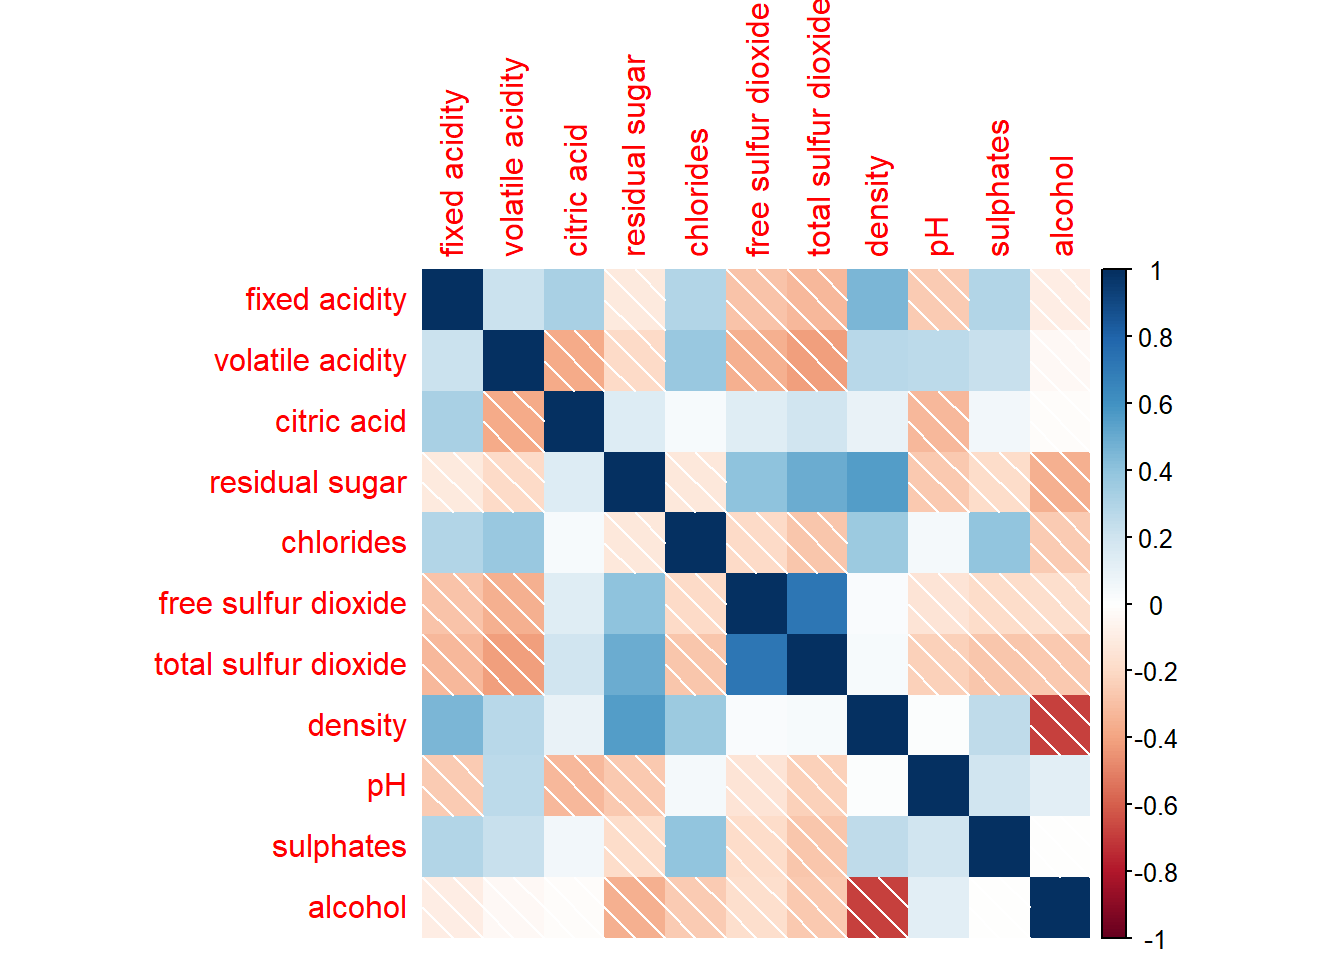 fixed acidity
volatile acidity
citric acid
residual sugar
chlorides
free sulfur dioxide
total sulfur dioxide
density
pH
sulphates
alcohol
fixed acidity
volatile acidity
citric acid
residual sugar
chlorides
free sulfur dioxide
total sulfur dioxide
density
pH
sulphates
alcohol
1
0.8
0.6
0.4
0.2
0
-0.2
-0.4
-0.6
-0.8
-1